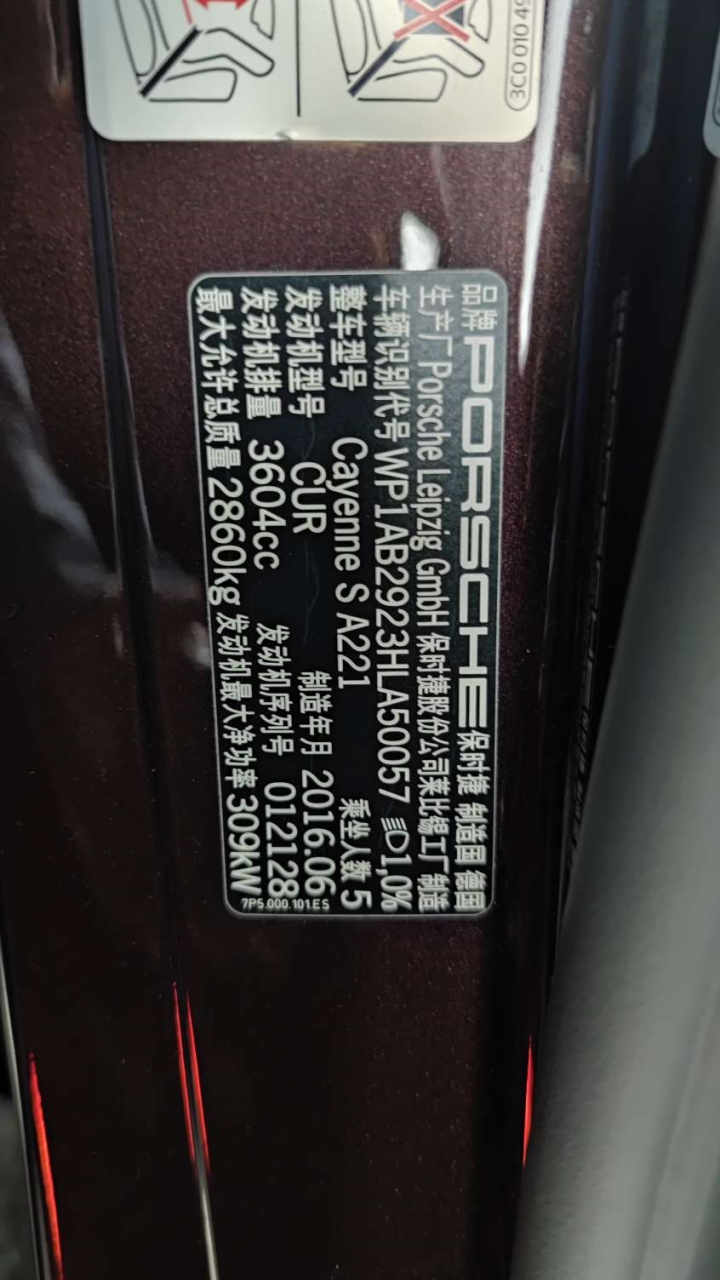 3C0 010 49
品牌 PORSCHE 保时捷 制造国 德国
生产厂 Porsche Leipzig GmbH 保时捷股份公司莱比锡工厂 制造
车辆识别代号 WP1AB2923HLA50057 1,0%
整车型号 Cayenne S A221 乘坐人数 5
发动机型号 CUR 制造年月 2016.06
发动机排量 3604cc 发动机序列号 012128
最大允许总质量 2860kg 发动机最大净功率 309kW
7P5.000.101.ES